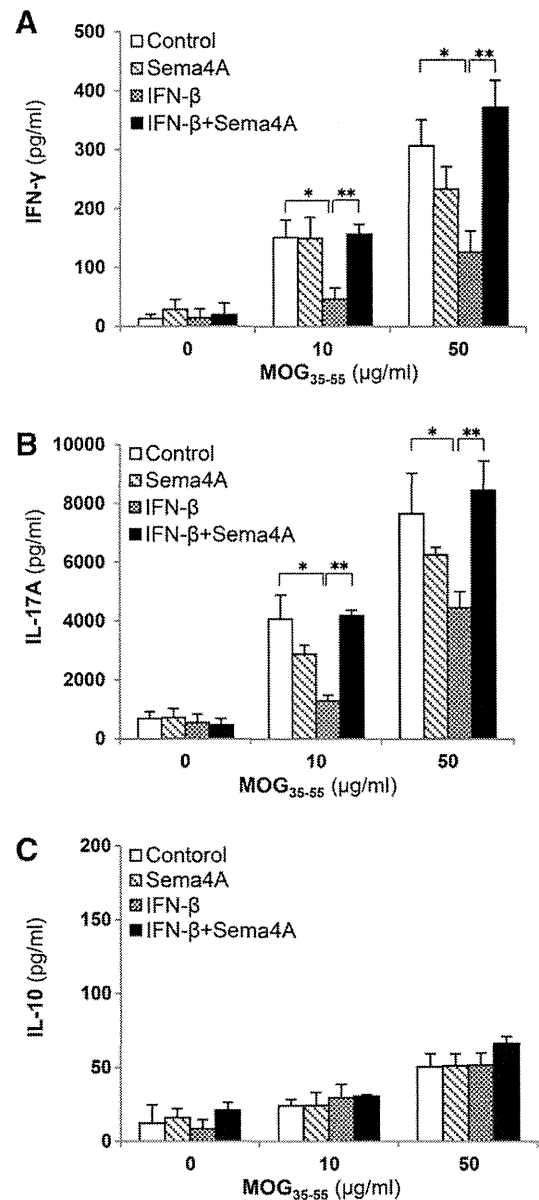 A
500
400
300
200
100
0
IFN-γ (pg/ml)
Control
Sema4A
IFN-β
IFN-β+Sema4A
* **
* **
0 10 50
MOG35-55 (μg/ml)
B
10000
8000
6000
4000
2000
0
IL-17A (pg/ml)
Control
Sema4A
IFN-β
IFN-β+Sema4A
* **
* **
0 10 50
MOG35-55 (μg/ml)
C
200
150
100
50
0
IL-10 (pg/ml)
Contorol
Sema4A
IFN-β
IFN-β+Sema4A
0 10 50
MOG35-55 (μg/ml)